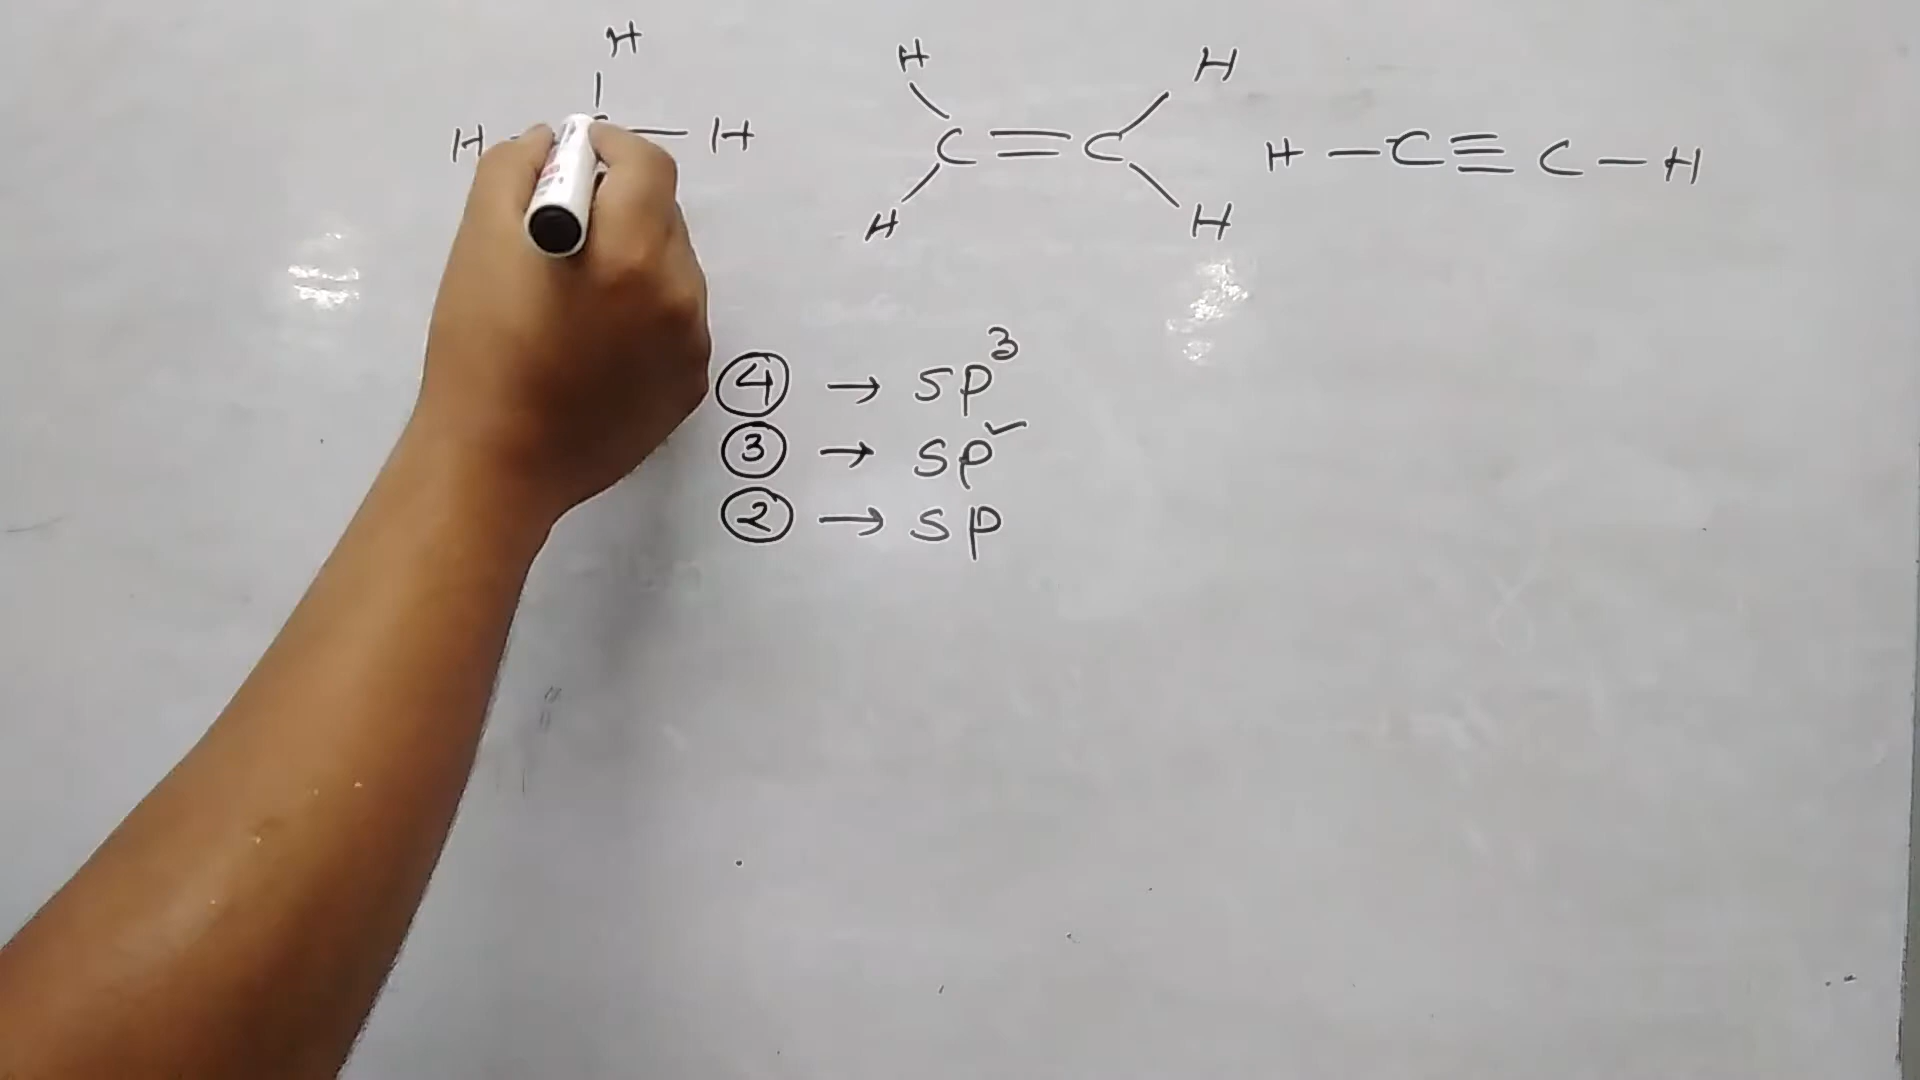 H
H — H
H H
C = C
H H
H — C ≡ C — H
④ → sp³
③ → sp²
② → sp